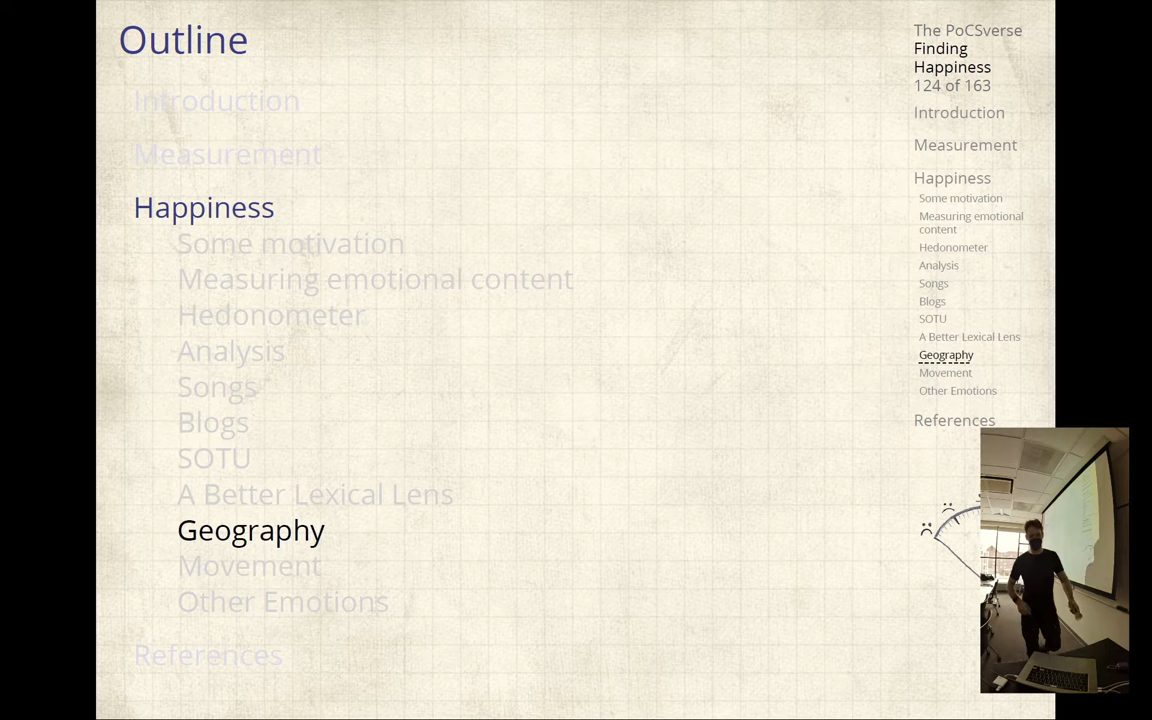 Outline
Introduction
Measurement
Happiness
Some motivation
Measuring emotional content
Hedonometer
Analysis
Songs
Blogs
SOTU
A Better Lexical Lens
Geography
Movement
Other Emotions
References
The PoCSverse
Finding
Happiness
124 of 163
Introduction
Measurement
Happiness
Some motivation
Measuring emotional
content
Hedonometer
Analysis
Songs
Blogs
SOTU
A Better Lexical Lens
Geography
Movement
Other Emotions
References